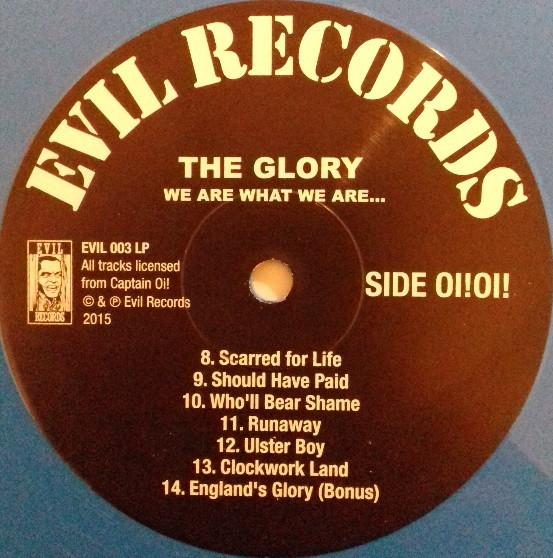 EVIL RECORDS
THE GLORY
WE ARE WHAT WE ARE...
EVIL
RECORDS
EVIL 003 LP
All tracks licensed
from Captain Oi!
© & ℗ Evil Records
2015
SIDE OI!OI!
8. Scarred for Life
9. Should Have Paid
10. Who'll Bear Shame
11. Runaway
12. Ulster Boy
13. Clockwork Land
14. England's Glory (Bonus)